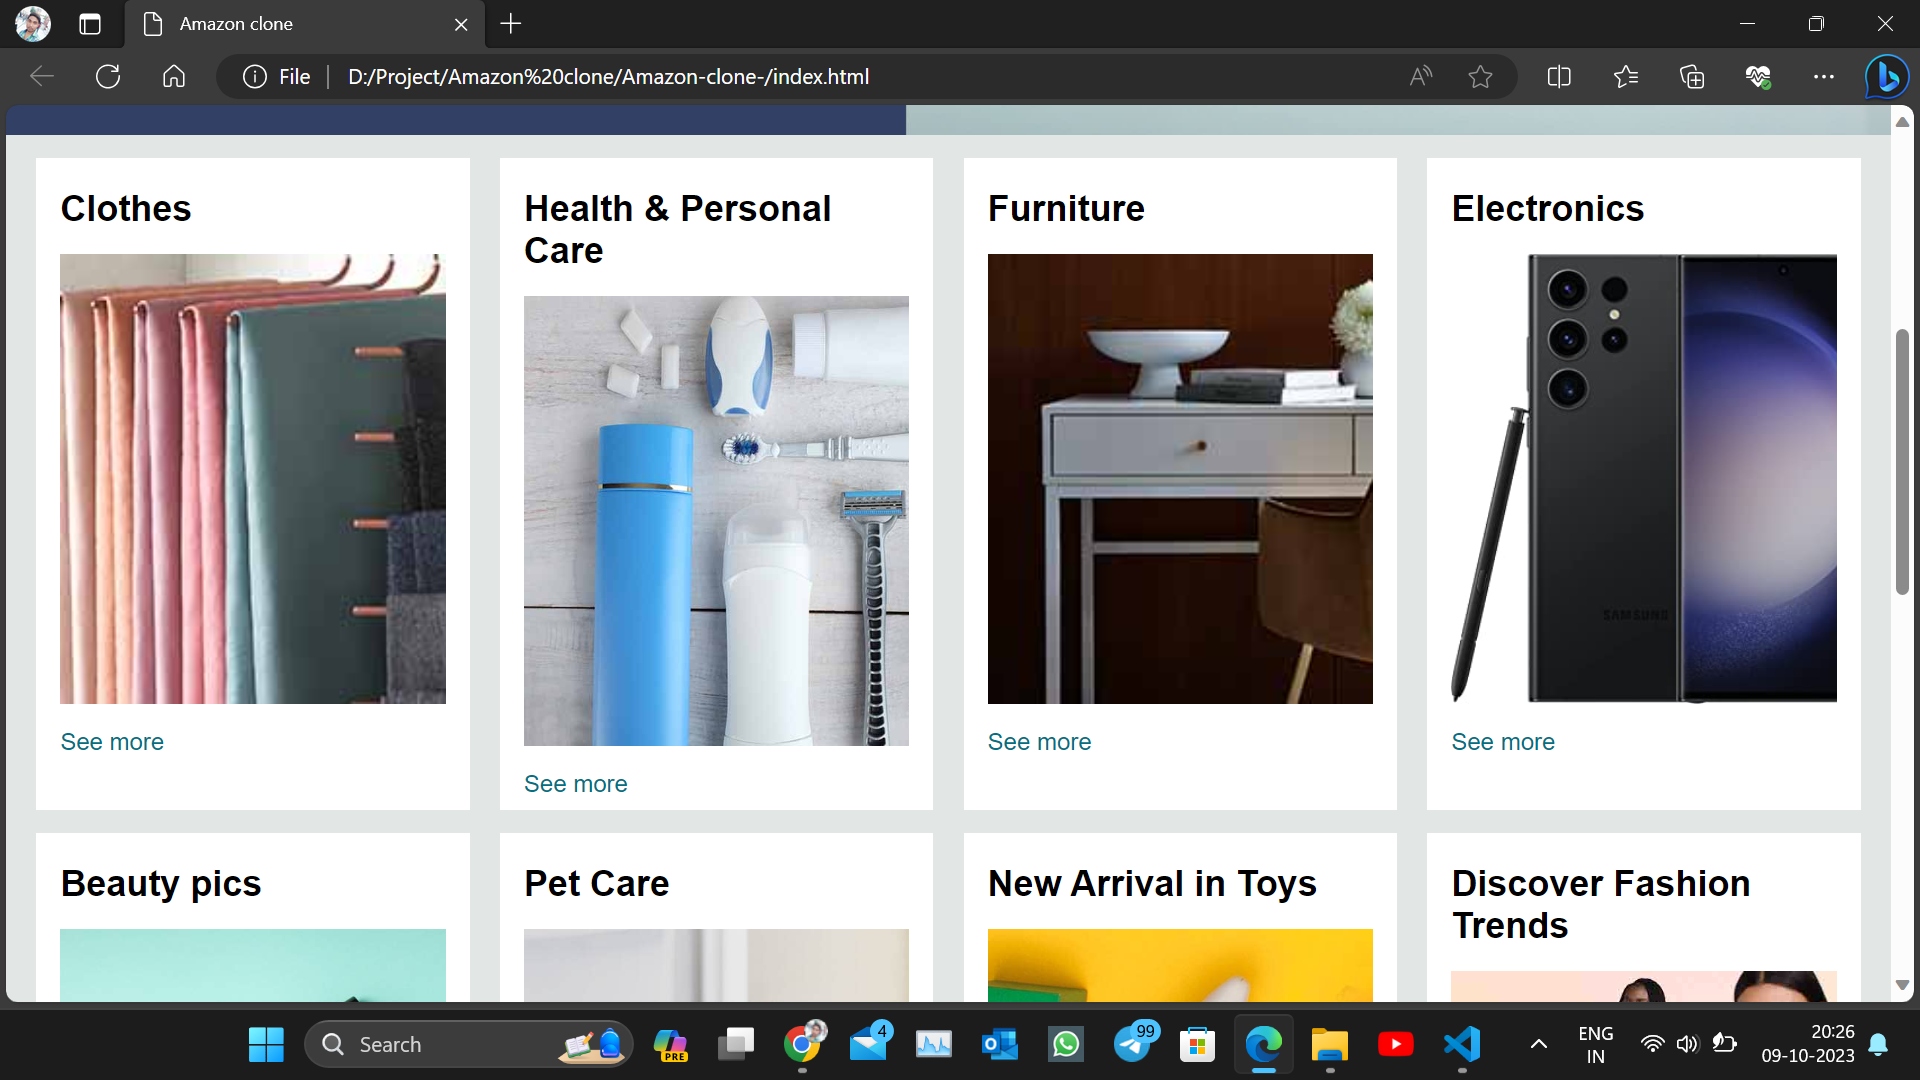 Amazon clone
File
D:/Project/Amazon%20clone/Amazon-clone-/index.html
Clothes
Health & Personal
Care
Furniture
Electronics
SAMSUNG
See more
See more
See more
See more
Beauty pics
Pet Care
New Arrival in Toys
Discover Fashion
Trends
Search
PRE
4
99
ENG
IN
20:26
09-10-2023